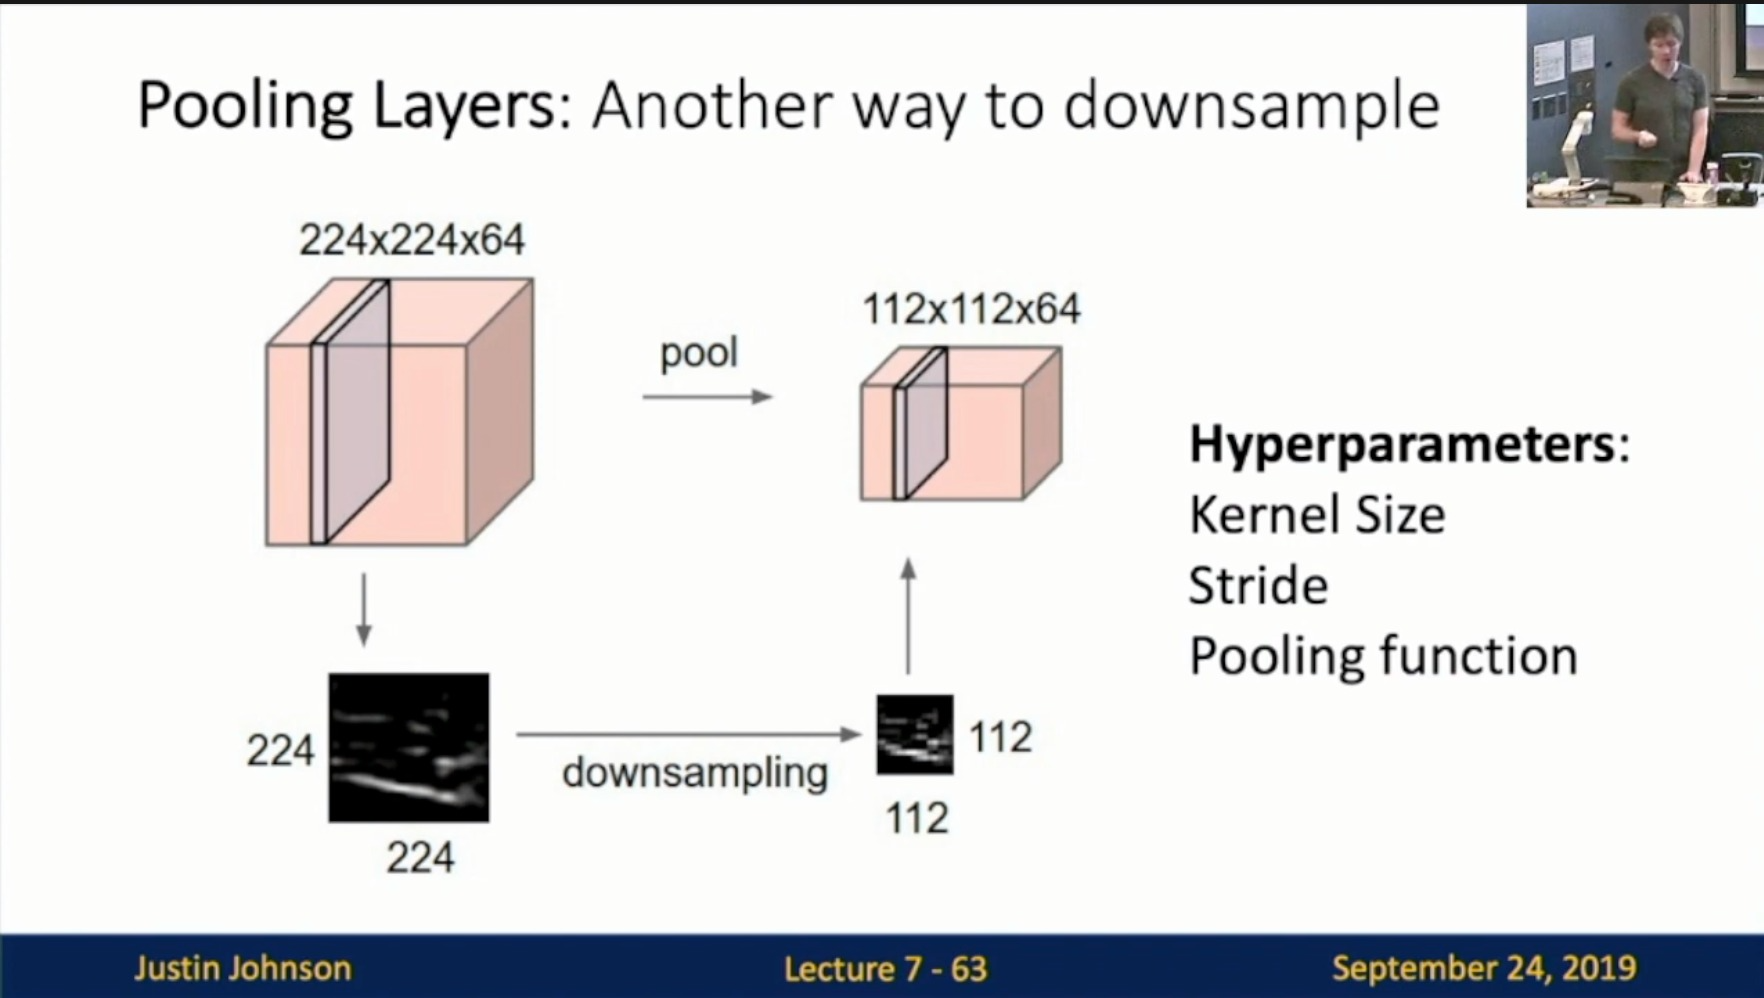 Pooling Layers: Another way to downsample
224x224x64
112x112x64
pool
Hyperparameters:
Kernel Size
Stride
Pooling function
224
224
downsampling
112
112
Justin Johnson
Lecture 7 - 63
September 24, 2019